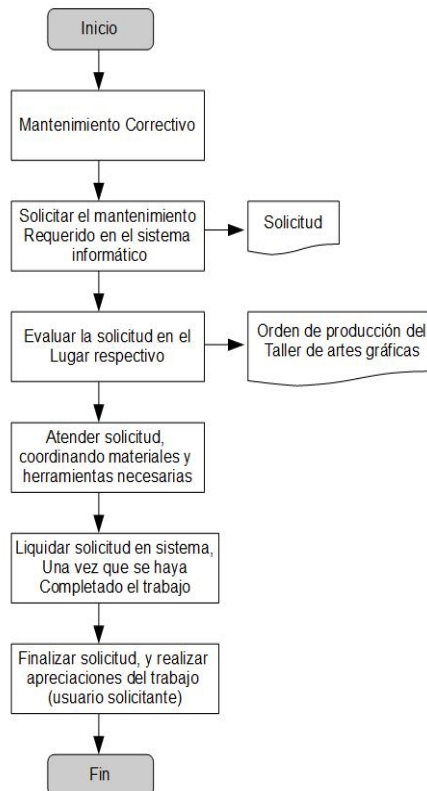 Inicio
Mantenimiento Correctivo
Solicitar el mantenimiento
Requerido en el sistema
informático
Solicitud
Evaluar la solicitud en el
Lugar respectivo
Orden de producción del
Taller de artes gráficas
Atender solicitud,
coordinando materiales y
herramientas necesarias
Liquidar solicitud en sistema,
Una vez que se haya
Completado el trabajo
Finalizar solicitud, y realizar
apreciaciones del trabajo
(usuario solicitante)
Fin